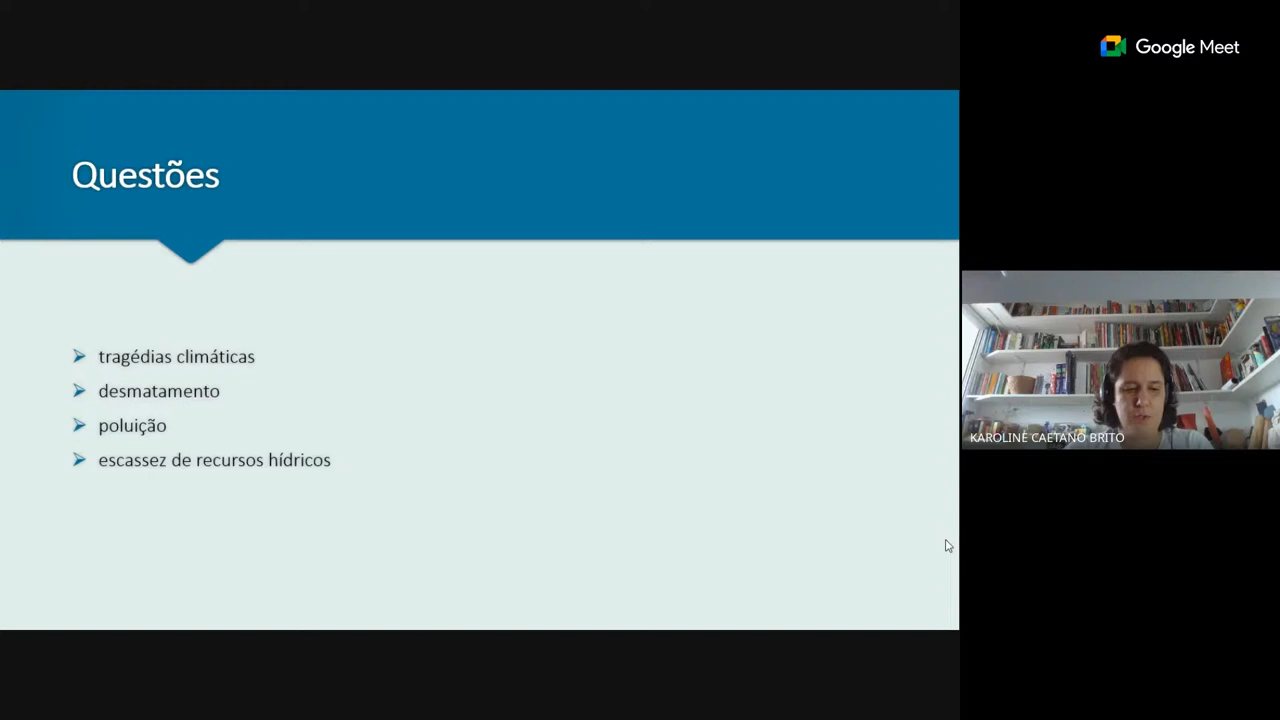 Google Meet
Questões
tragédias climáticas
desmatamento
poluição
escassez de recursos hídricos
KAROLINE CAETANO BRITO